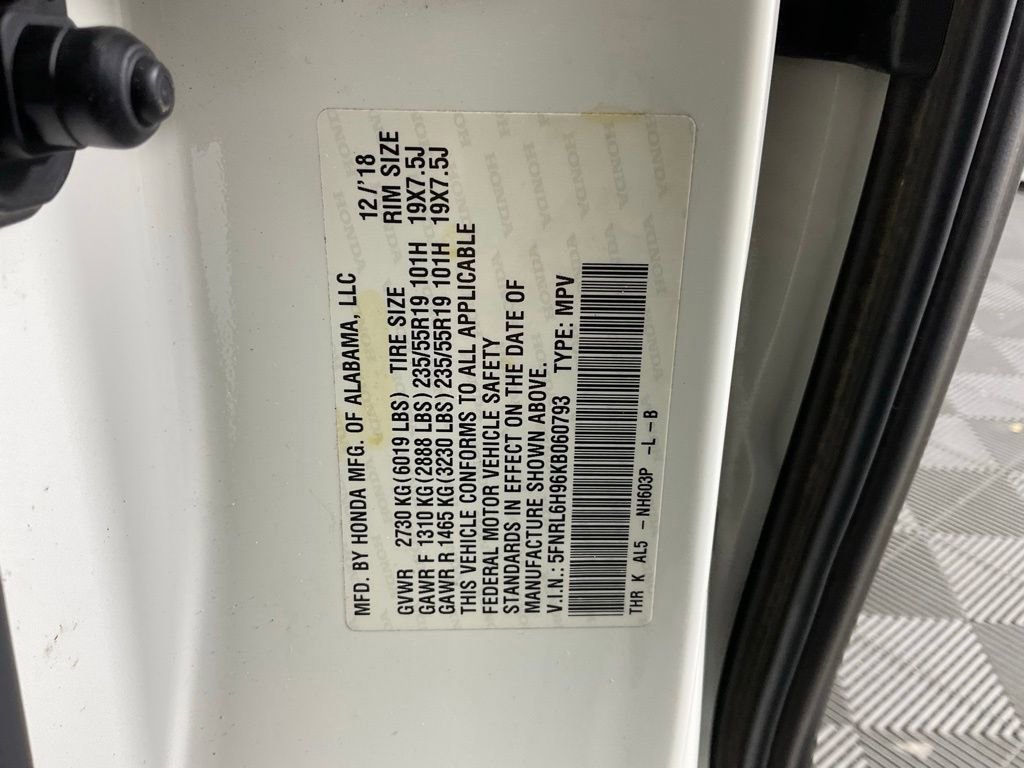 MFD. BY HONDA MFG. OF ALABAMA, LLC 12/'18
GVWR 2730 KG(6019 LBS) TIRE SIZE RIM SIZE
GAWR F 1310 KG(2888 LBS)235/55R19 101H 19X7.5J
GAWR R 1465 KG(3230 LBS)235/55R19 101H 19X7.5J
THIS VEHICLE CONFORMS TO ALL APPLICABLE
FEDERAL MOTOR VEHICLE SAFETY
STANDARDS IN EFFECT ON THE DATE OF
MANUFACTURE SHOWN ABOVE.
V.I.N.: 5FNRL6H96KB060793 TYPE: MPV
THR K AL5 - NH603P - L - B